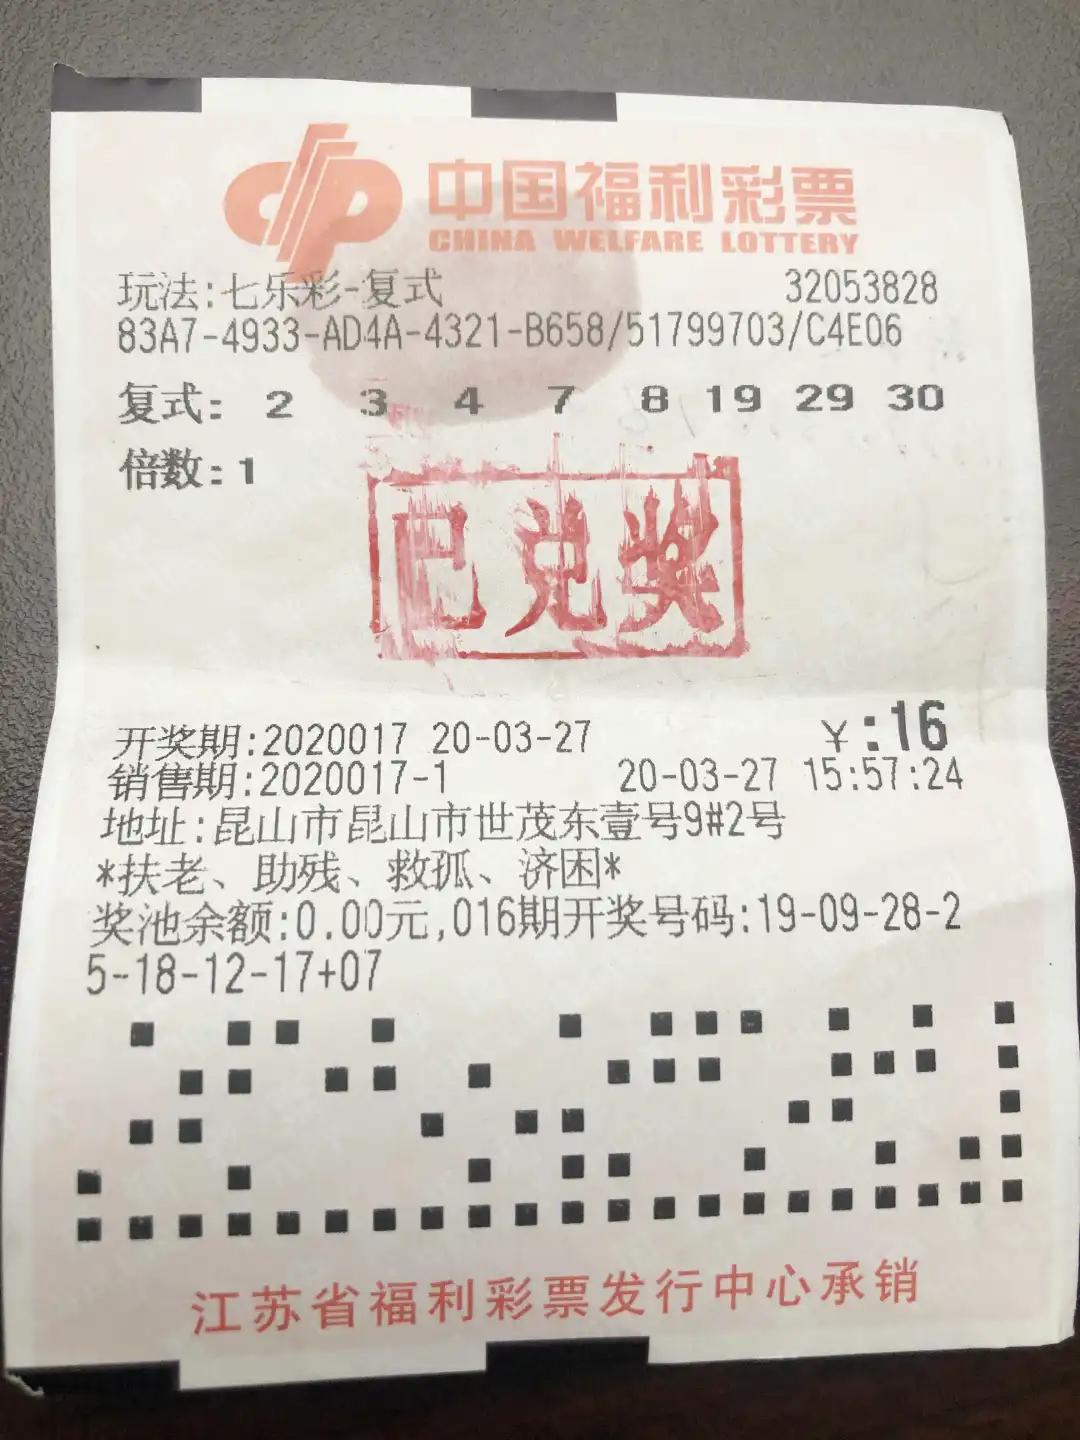 中国福利彩票
CHINA WELFARE LOTTERY
玩法:七乐彩-复式 32053828
83A7-4933-AD4A-4321-B658/51799703/C4E06
复式: 2 3 4 7 8 19 29 30
倍数:1
已兑奖
开奖期:2020017 20-03-27 ¥:16
销售期:2020017-1 20-03-27 15:57:24
地址:昆山市昆山市世茂东壹号9#2号
*扶老、助残、救孤、济困*
奖池余额:0.00元,016期开奖号码:19-09-28-2
5-18-12-17+07
江苏省福利彩票发行中心承销